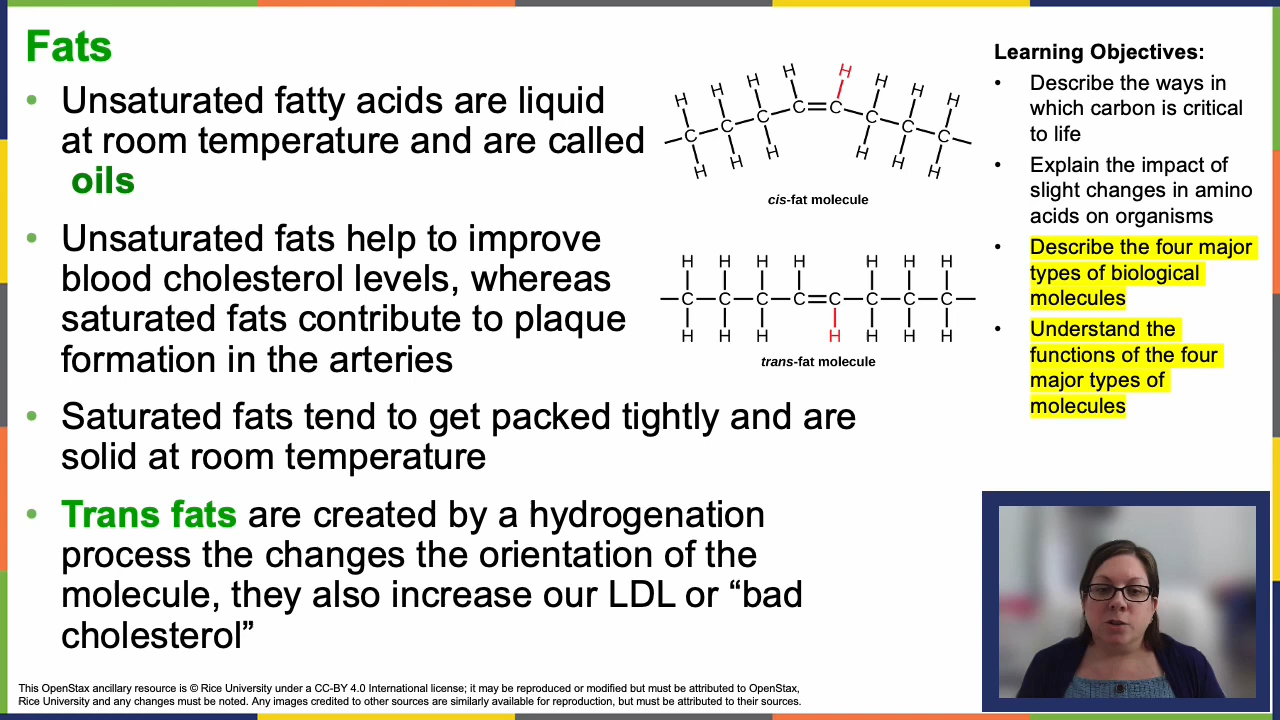 Fats
• Unsaturated fatty acids are liquid
at room temperature and are called
oils
• Unsaturated fats help to improve
blood cholesterol levels, whereas
saturated fats contribute to plaque
formation in the arteries
• Saturated fats tend to get packed tightly and are
solid at room temperature
• Trans fats are created by a hydrogenation
process the changes the orientation of the
molecule, they also increase our LDL or “bad
cholesterol”
H H H H H H H H
C C C C = C C C C
H H H H H H
cis-fat molecule
H H H H H H H
C C C C = C C C C
H H H H H H H
trans-fat molecule
Learning Objectives:
• Describe the ways in
which carbon is critical
to life
• Explain the impact of
slight changes in amino
acids on organisms
• Describe the four major
types of biological
molecules
• Understand the
functions of the four
major types of
molecules
This OpenStax ancillary resource is © Rice University under a CC-BY 4.0 International license; it may be reproduced or modified but must be attributed to OpenStax,
Rice University and any changes must be noted. Any images credited to other sources are similarly available for reproduction, but must be attributed to their sources.